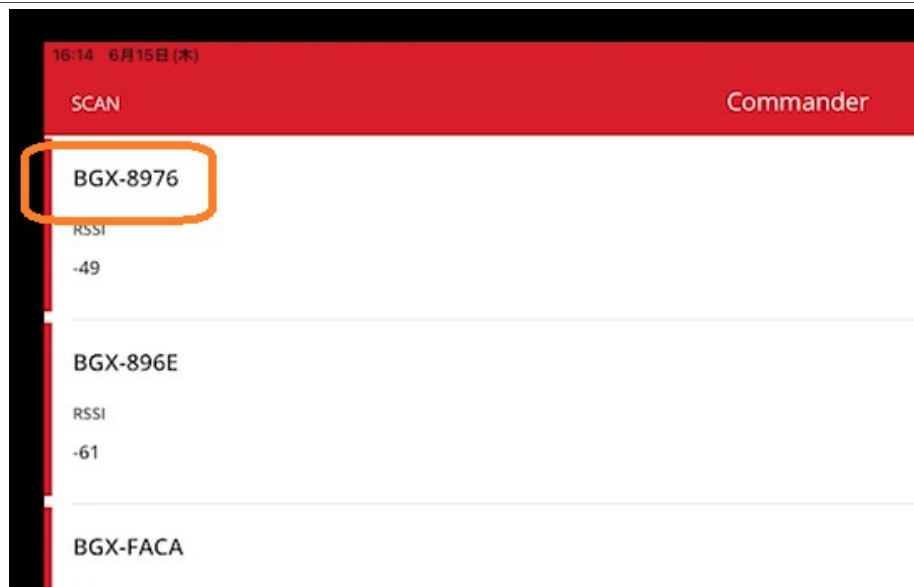 16:14 6月15日(木)
SCAN Commander
BGX-8976
RSSI
-49
BGX-896E
RSSI
-61
BGX-FACA